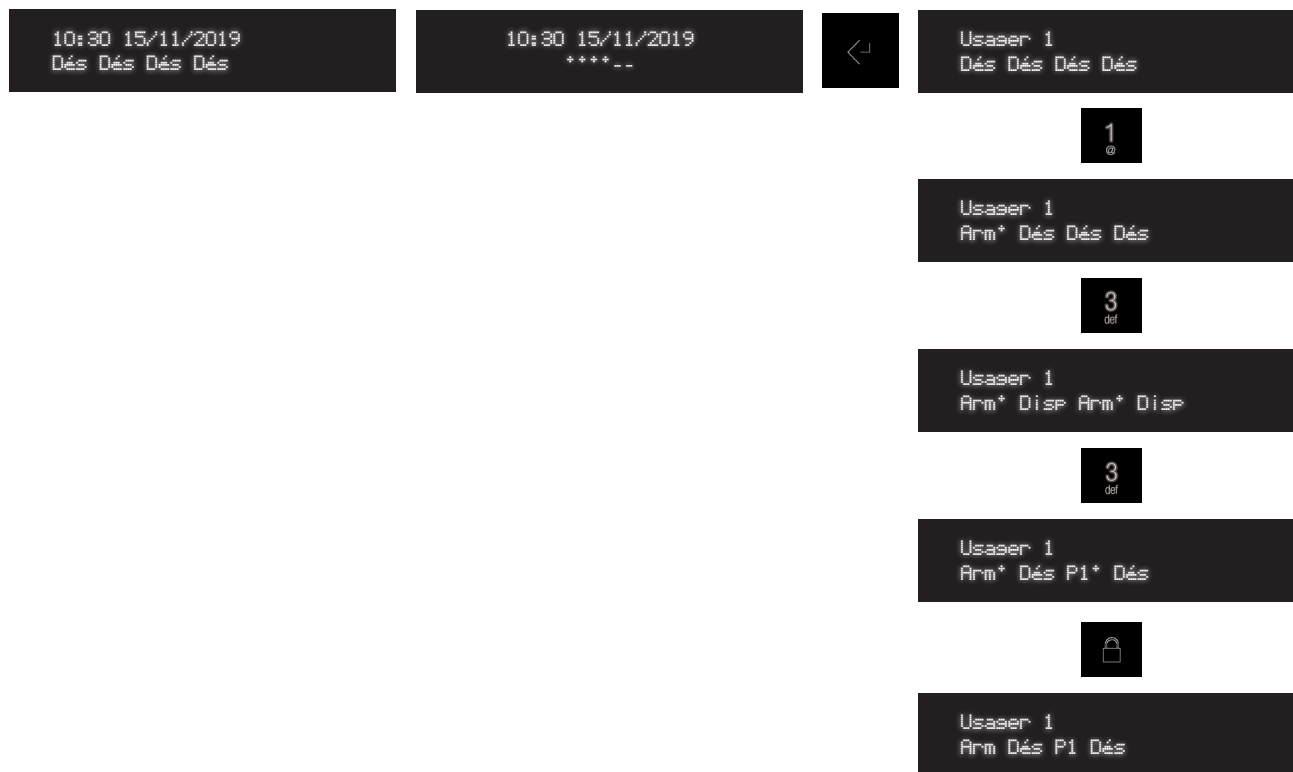 10:30 15/11/2019
Dés Dés Dés Dés
10:30 15/11/2019
****--
Usager 1
Dés Dés Dés Dés
1
@
Usager 1
Arm* Dés Dés Dés
3
def
Usager 1
Arm* Disp Arm* Disp
3
def
Usager 1
Arm* Dés P1* Dés
Usager 1
Arm Dés P1 Dés